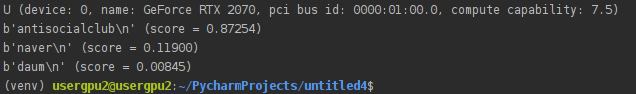 U (device: 0, name: GeForce RTX 2070, pci bus id: 0000:01:00.0, compute capability: 7.5)
b'antisocialclub\n' (score = 0.87254)
b'naver\n' (score = 0.11900)
b'daum\n' (score = 0.00845)
(venv) usergpu2@usergpu2:~/PycharmProjects/untitled4$